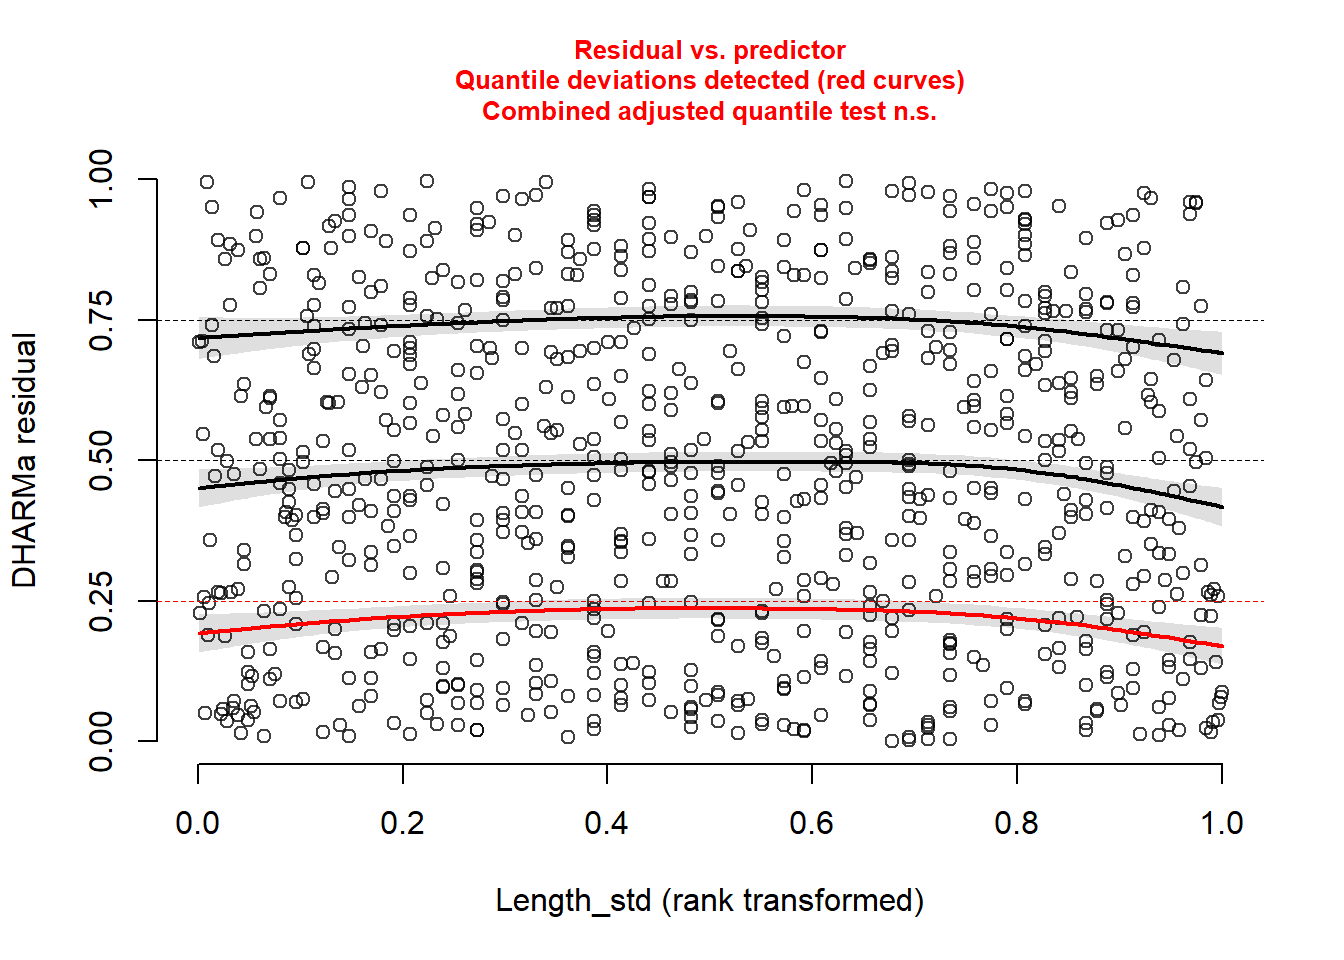 Residual vs. predictor
Quantile deviations detected (red curves)
Combined adjusted quantile test n.s.
DHARMa residual
1.00
0.75
0.50
0.25
0.00
0.0 0.2 0.4 0.6 0.8 1.0
Length_std (rank transformed)